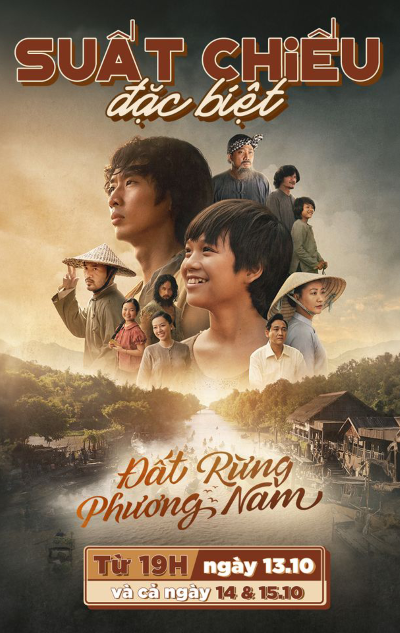 SUẤT CHIẾU
đặc biệt
Đất Rừng
Phương Nam
Từ 19H ngày 13.10
và cả ngày 14 & 15.10